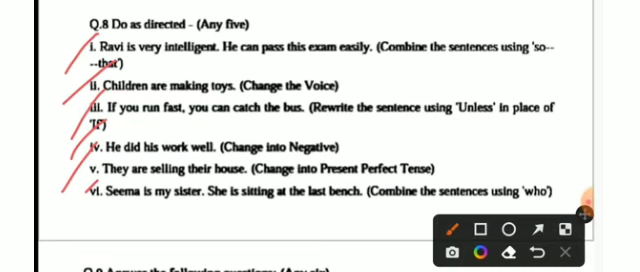 Q.8 Do as directed - (Any five)
i. Ravi is very intelligent. He can pass this exam easily. (Combine the sentences using 'so--
--that')
ii. Children are making toys. (Change the Voice)
iii. If you run fast, you can catch the bus. (Rewrite the sentence using 'Unless' in place of
'If')
iv. He did his work well. (Change into Negative)
v. They are selling their house. (Change into Present Perfect Tense)
vi. Seema is my sister. She is sitting at the last bench. (Combine the sentences using 'who')